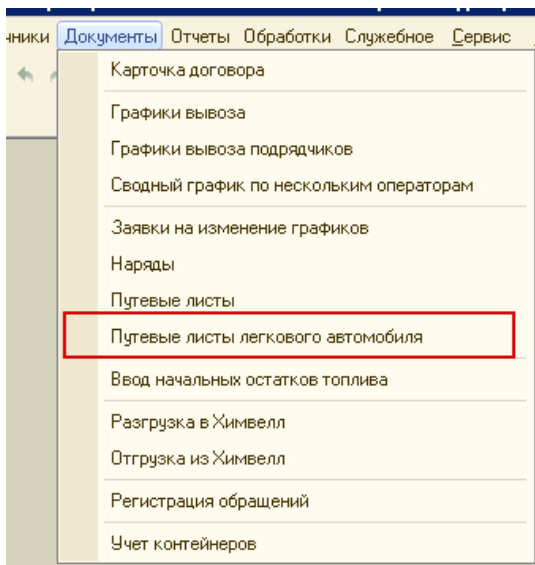 Документы Отчеты Обработки Служебное Сервис
Карточка договора
Графики вывоза
Графики вывоза подрядчиков
Сводный график по нескольким операторам
Заявки на изменение графиков
Наряды
Путевые листы
Путевые листы легкового автомобиля
Ввод начальных остатков топлива
Разгрузка в Химвелл
Отгрузка из Химвелл
Регистрация обращений
Учет контейнеров